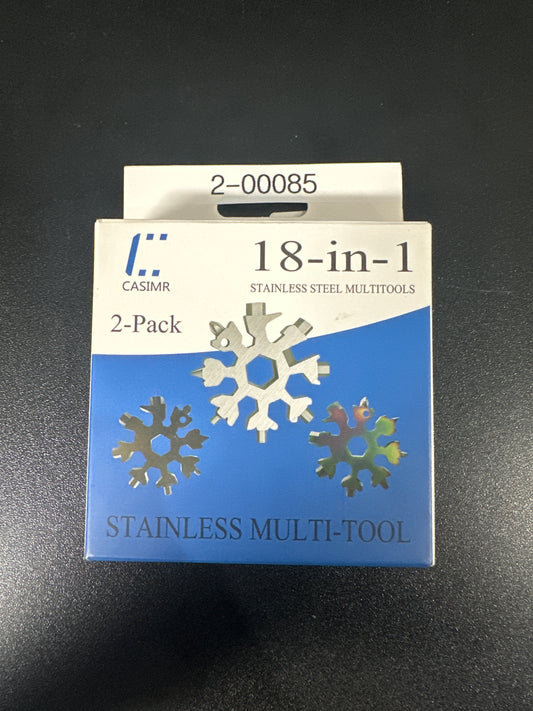 2-00085
CASIMR
18-in-1
STAINLESS STEEL MULTITOOLS
2-Pack
STAINLESS MULTI-TOOL